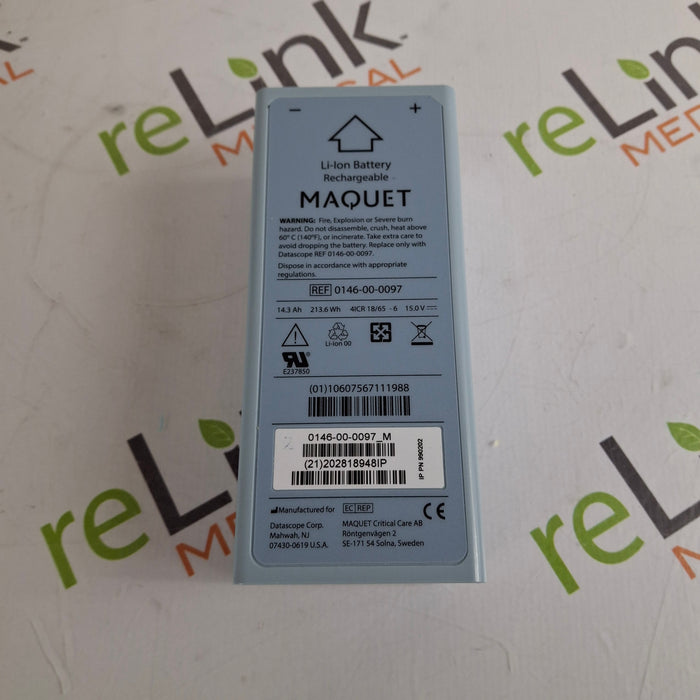 reLink
MEDICAL
reLink
MEDICAL
− +
Li-Ion Battery
Rechargeable
MAQUET
WARNING: Fire, Explosion or Severe burn
hazard. Do not disassemble, crush, heat above
60° C (140°F), or incinerate. Take extra care to
avoid dropping the battery. Replace only with
Datascope REF 0146-00-0097.
Dispose in accordance with appropriate
regulations.
REF 0146-00-0097
14.3 Ah 213.6 Wh 4ICR 18/65 - 6 15.0 V
Li-Ion 00
E237850
(01)10607567111988
0146-00-0097_M
(21)202818948IP
IP PN 990202
Manufactured for EC REP CE
Datascope Corp.
Mahwah, NJ
07430-0619 U.S.A.
MAQUET Critical Care AB
Röntgenvägen 2
SE-171 54 Solna, Sweden
reLink
MEDICAL
reLink
MEDICAL